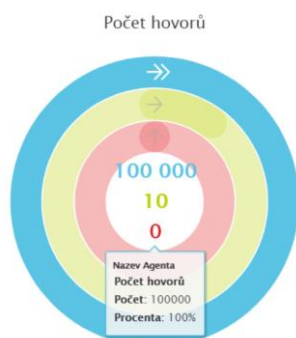 Počet hovorů
100 000
10
0
Nazev Agenta
Počet hovorů
Počet: 100000
Procenta: 100%